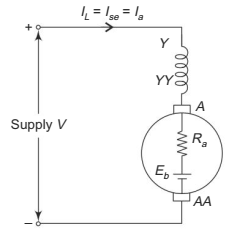 I_L = I_se = I_a
+
Y
YY
A
Supply V
R_a
E_b
AA
–